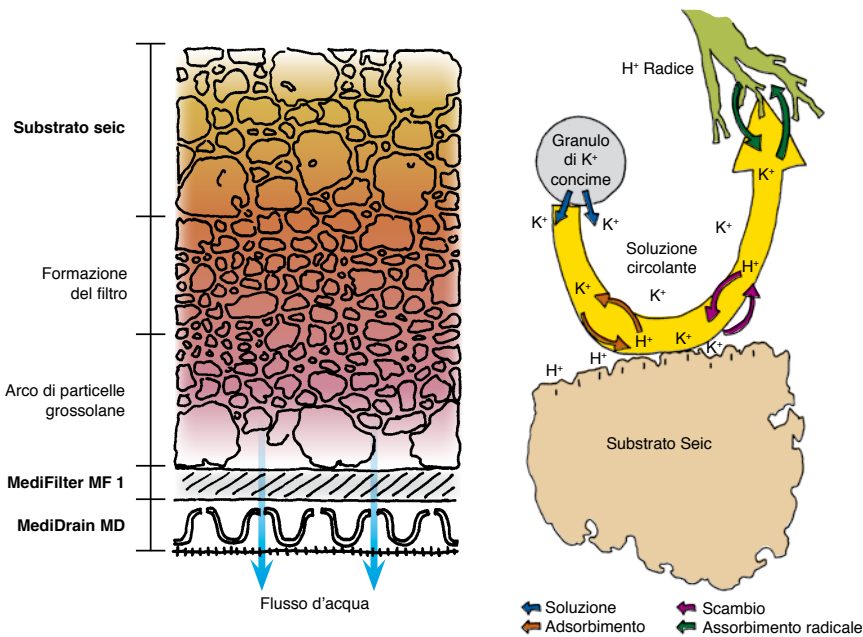 Substrato seic
Formazione
del filtro
Arco di particelle
grossolane
MediFilter MF 1
MediDrain MD
Flusso d'acqua
H⁺ Radice
Granulo
di K⁺
concime
K⁺
K⁺
K⁺
K⁺
Soluzione
circolante
K⁺
K⁺
H⁺
H⁺
K⁺
K⁺
H⁺
H⁺
Substrato Seic
Soluzione
Adsorbimento
Scambio
Assorbimento radicale